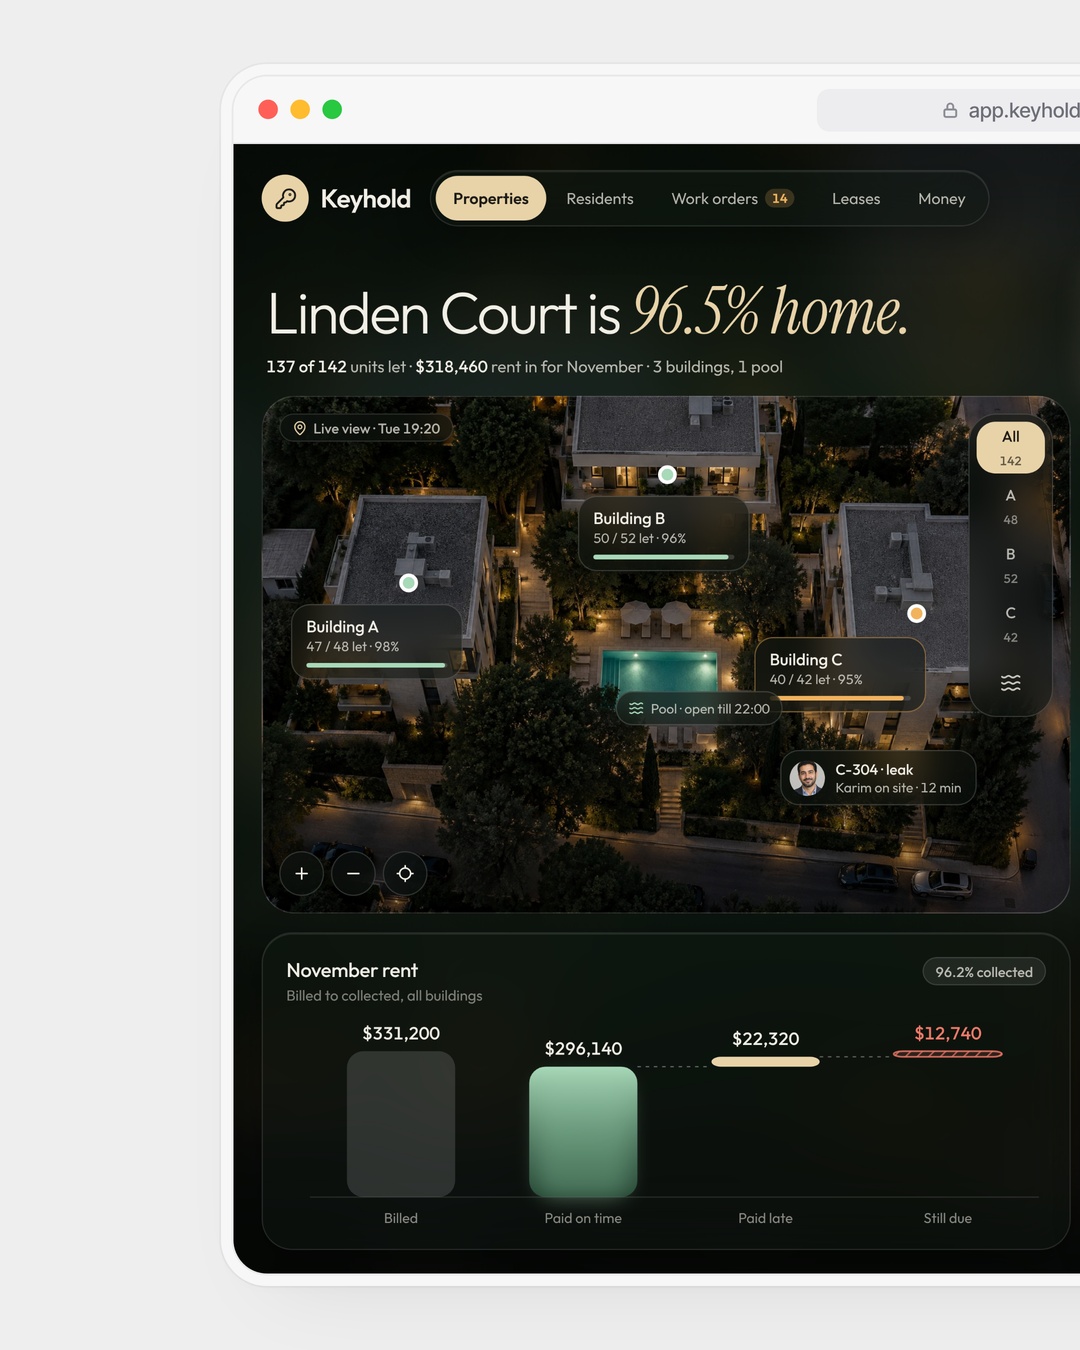 app.keyhold
Keyhold
Properties
Residents
Work orders 14
Leases
Money
Linden Court is 96.5% home.
137 of 142 units let · $318,460 rent in for November · 3 buildings, 1 pool
Live view · Tue 19:20
All
142
A
48
B
52
C
42
Building B
50 / 52 let · 96%
Building A
47 / 48 let · 98%
Building C
40 / 42 let · 95%
Pool · open till 22:00
C-304 · leak
Karim on site · 12 min
November rent
Billed to collected, all buildings
96.2% collected
$331,200
$296,140
$22,320
$12,740
Billed
Paid on time
Paid late
Still due